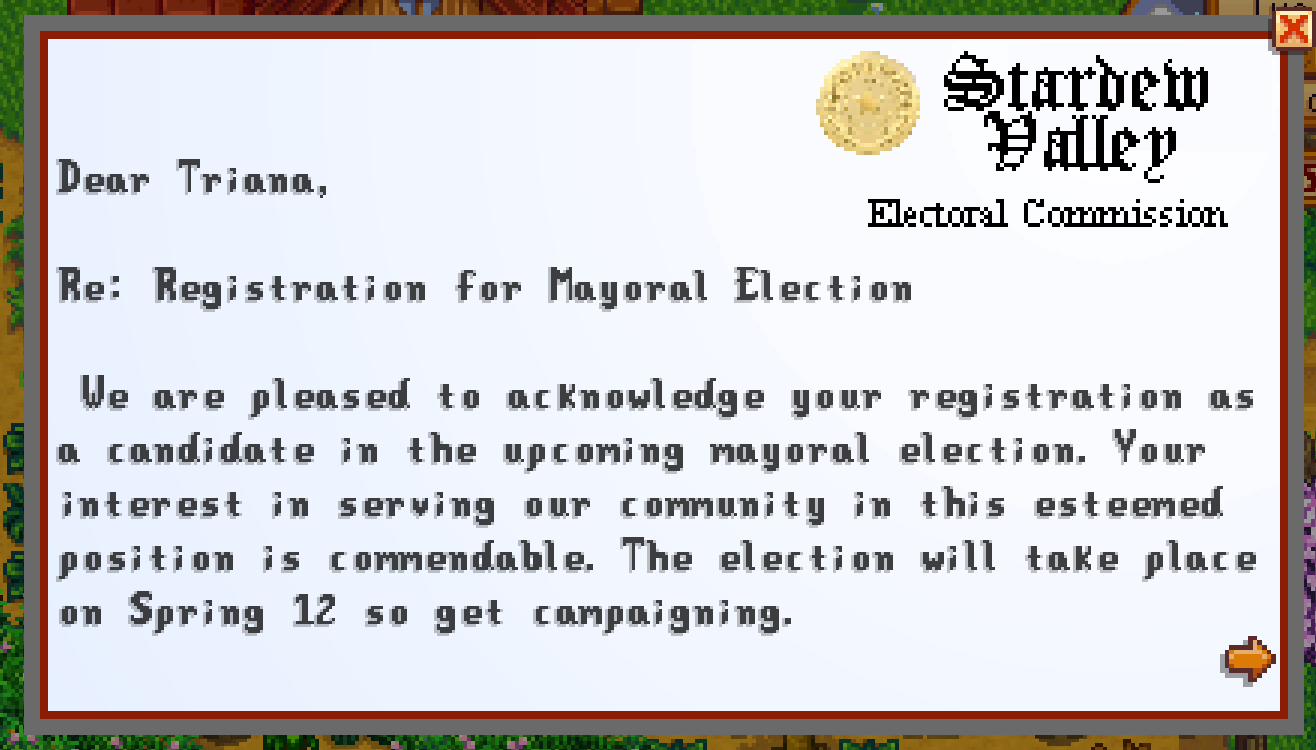 Stardew
Valley
Electoral Commission
Dear Triana,
Re: Registration for Mayoral Election
We are pleased to acknowledge your registration as
a candidate in the upcoming mayoral election. Your
interest in serving our community in this esteemed
position is commendable. The election will take place
on Spring 12 so get campaigning.